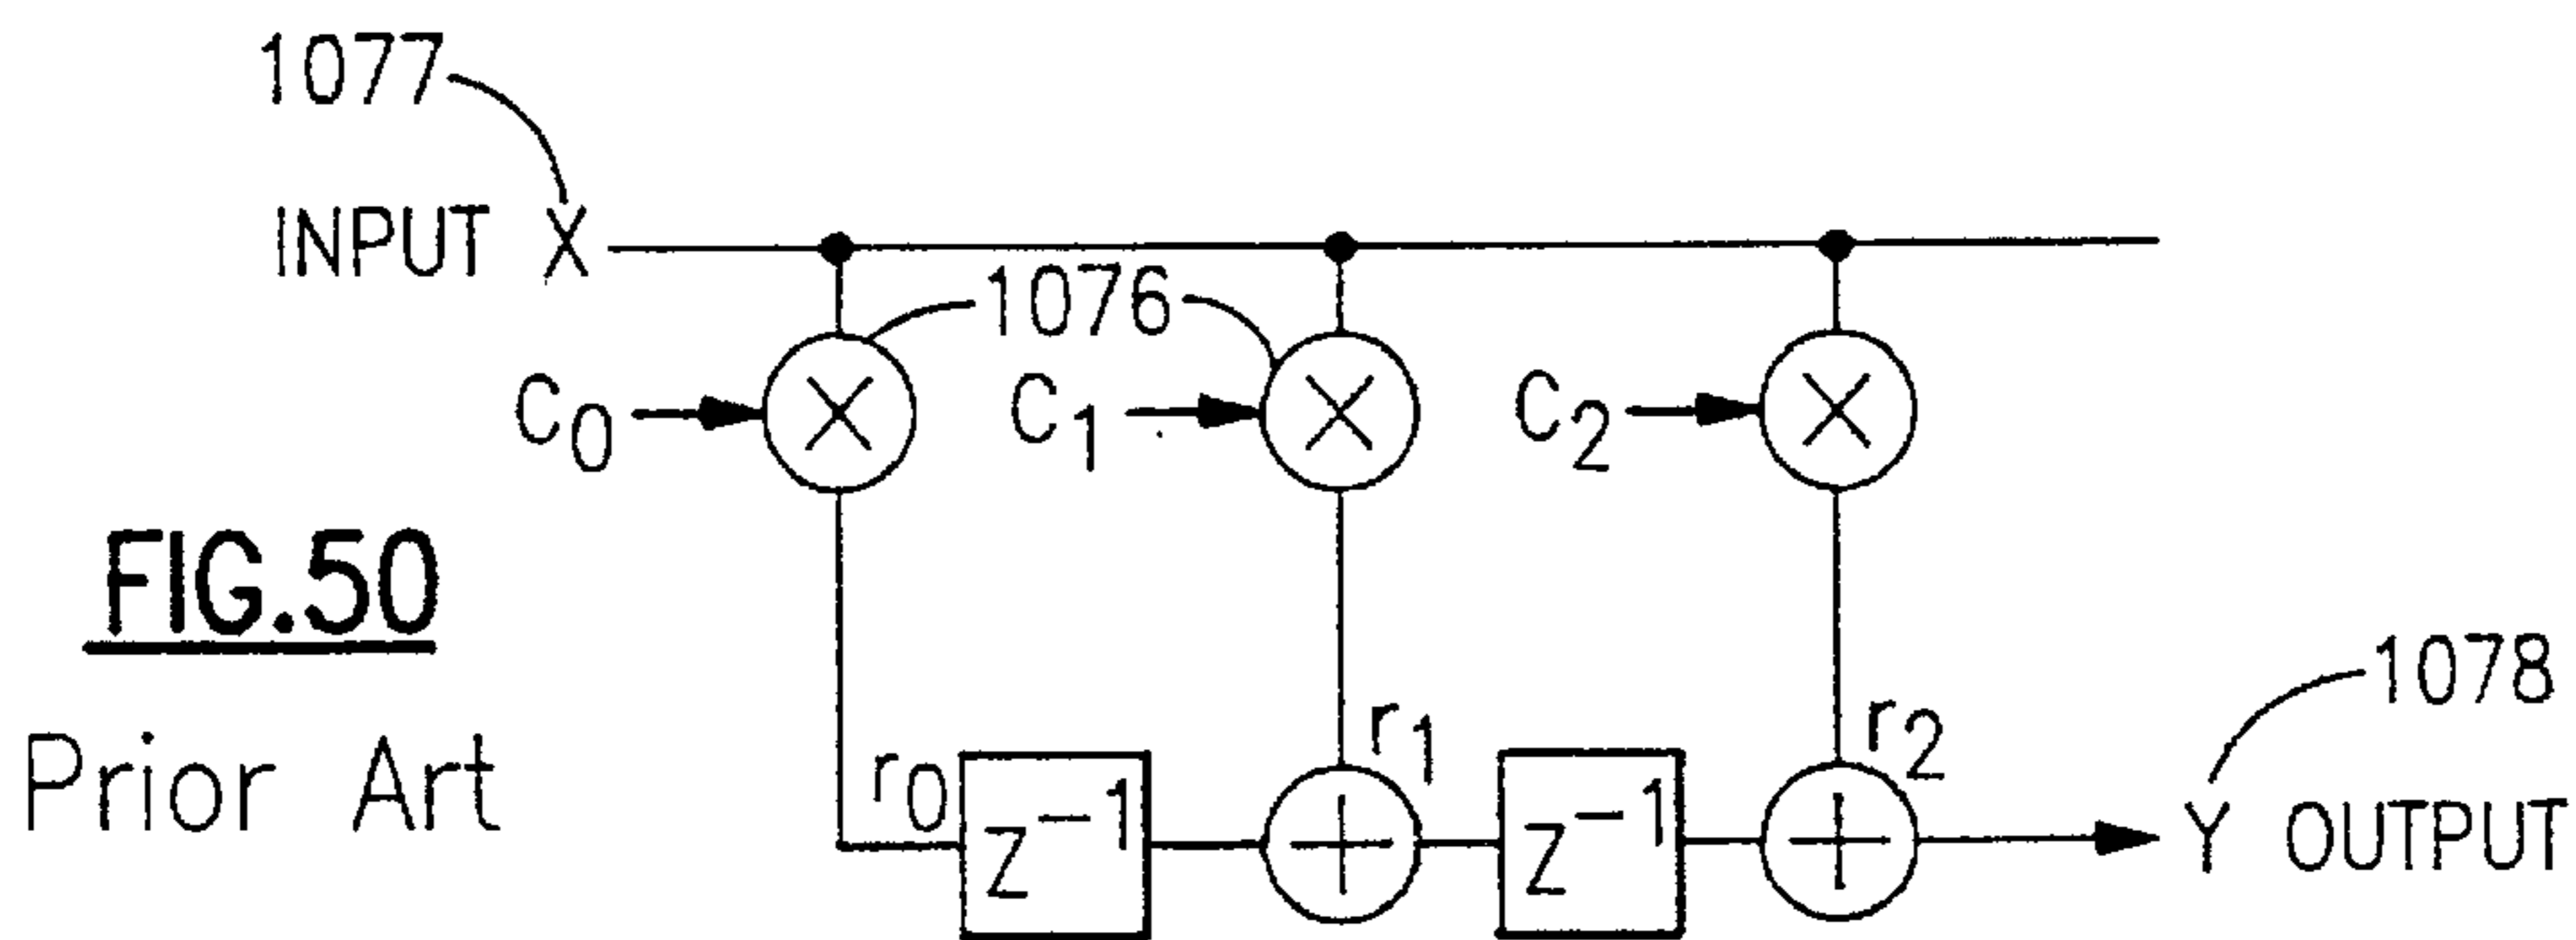 1077
INPUT X
1076
C0
C1
C2
FIG.50
Prior Art
r0
z-1
r1
z-1
r2
1078
Y OUTPUT